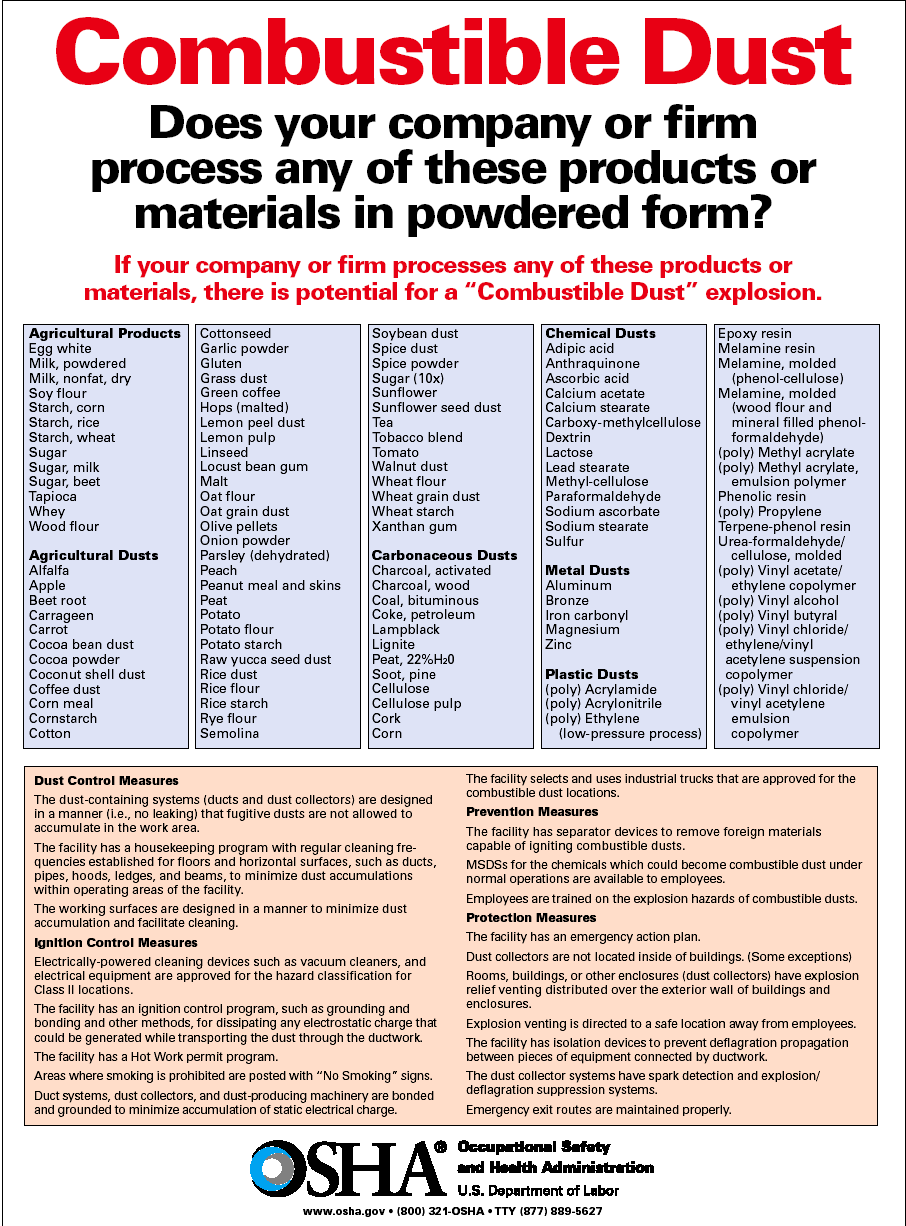 Combustible Dust
Does your company or firm
process any of these products or
materials in powdered form?
If your company or firm processes any of these products or
materials, there is potential for a “Combustible Dust” explosion.
Agricultural Products
Egg white
Milk, powdered
Milk, nonfat, dry
Soy flour
Starch, corn
Starch, rice
Starch, wheat
Sugar
Sugar, milk
Sugar, beet
Tapioca
Whey
Wood flour
Agricultural Dusts
Alfalfa
Apple
Beet root
Carrageen
Carrot
Cocoa bean dust
Cocoa powder
Coconut shell dust
Coffee dust
Corn meal
Cornstarch
Cotton
Cottonseed
Garlic powder
Gluten
Grass dust
Green coffee
Hops (malted)
Lemon peel dust
Lemon pulp
Linseed
Locust bean gum
Malt
Oat flour
Oat grain dust
Olive pellets
Onion powder
Parsley (dehydrated)
Peach
Peanut meal and skins
Peat
Potato
Potato flour
Potato starch
Raw yucca seed dust
Rice dust
Rice flour
Rice starch
Rye flour
Semolina
Soybean dust
Spice dust
Spice powder
Sugar (10x)
Sunflower
Sunflower seed dust
Tea
Tobacco blend
Tomato
Walnut dust
Wheat flour
Wheat grain dust
Wheat starch
Xanthan gum
Carbonaceous Dusts
Charcoal, activated
Charcoal, wood
Coal, bituminous
Coke, petroleum
Lampblack
Lignite
Peat, 22%H20
Soot, pine
Cellulose
Cellulose pulp
Cork
Corn
Chemical Dusts
Adipic acid
Anthraquinone
Ascorbic acid
Calcium acetate
Calcium stearate
Carboxy-methylcellulose
Dextrin
Lactose
Lead stearate
Methyl-cellulose
Paraformaldehyde
Sodium ascorbate
Sodium stearate
Sulfur
Metal Dusts
Aluminum
Bronze
Iron carbonyl
Magnesium
Zinc
Plastic Dusts
(poly) Acrylamide
(poly) Acrylonitrile
(poly) Ethylene
(low-pressure process)
Epoxy resin
Melamine resin
Melamine, molded
(phenol-cellulose)
Melamine, molded
(wood flour and
mineral filled phenol-
formaldehyde)
(poly) Methyl acrylate
(poly) Methyl acrylate,
emulsion polymer
Phenolic resin
(poly) Propylene
Terpene-phenol resin
Urea-formaldehyde/
cellulose, molded
(poly) Vinyl acetate/
ethylene copolymer
(poly) Vinyl alcohol
(poly) Vinyl butyral
(poly) Vinyl chloride/
ethylene/vinyl
acetylene suspension
copolymer
(poly) Vinyl chloride/
vinyl acetylene
emulsion
copolymer
Dust Control Measures
The dust-containing systems (ducts and dust collectors) are designed
in a manner (i.e., no leaking) that fugitive dusts are not allowed to
accumulate in the work area.
The facility has a housekeeping program with regular cleaning fre-
quencies established for floors and horizontal surfaces, such as ducts,
pipes, hoods, ledges, and beams, to minimize dust accumulations
within operating areas of the facility.
The working surfaces are designed in a manner to minimize dust
accumulation and facilitate cleaning.
Ignition Control Measures
Electrically-powered cleaning devices such as vacuum cleaners, and
electrical equipment are approved for the hazard classification for
Class II locations.
The facility has an ignition control program, such as grounding and
bonding and other methods, for dissipating any electrostatic charge that
could be generated while transporting the dust through the ductwork.
The facility has a Hot Work permit program.
Areas where smoking is prohibited are posted with “No Smoking” signs.
Duct systems, dust collectors, and dust-producing machinery are bonded
and grounded to minimize accumulation of static electrical charge.
The facility selects and uses industrial trucks that are approved for the
combustible dust locations.
Prevention Measures
The facility has separator devices to remove foreign materials
capable of igniting combustible dusts.
MSDSs for the chemicals which could become combustible dust under
normal operations are available to employees.
Employees are trained on the explosion hazards of combustible dusts.
Protection Measures
The facility has an emergency action plan.
Dust collectors are not located inside of buildings. (Some exceptions)
Rooms, buildings, or other enclosures (dust collectors) have explosion
relief venting distributed over the exterior wall of buildings and
enclosures.
Explosion venting is directed to a safe location away from employees.
The facility has isolation devices to prevent deflagration propagation
between pieces of equipment connected by ductwork.
The dust collector systems have spark detection and explosion/
deflagration suppression systems.
Emergency exit routes are maintained properly.
OSHA®
Occupational Safety
and Health Administration
U.S. Department of Labor
www.osha.gov • (800) 321-OSHA • TTY (877) 889-5627